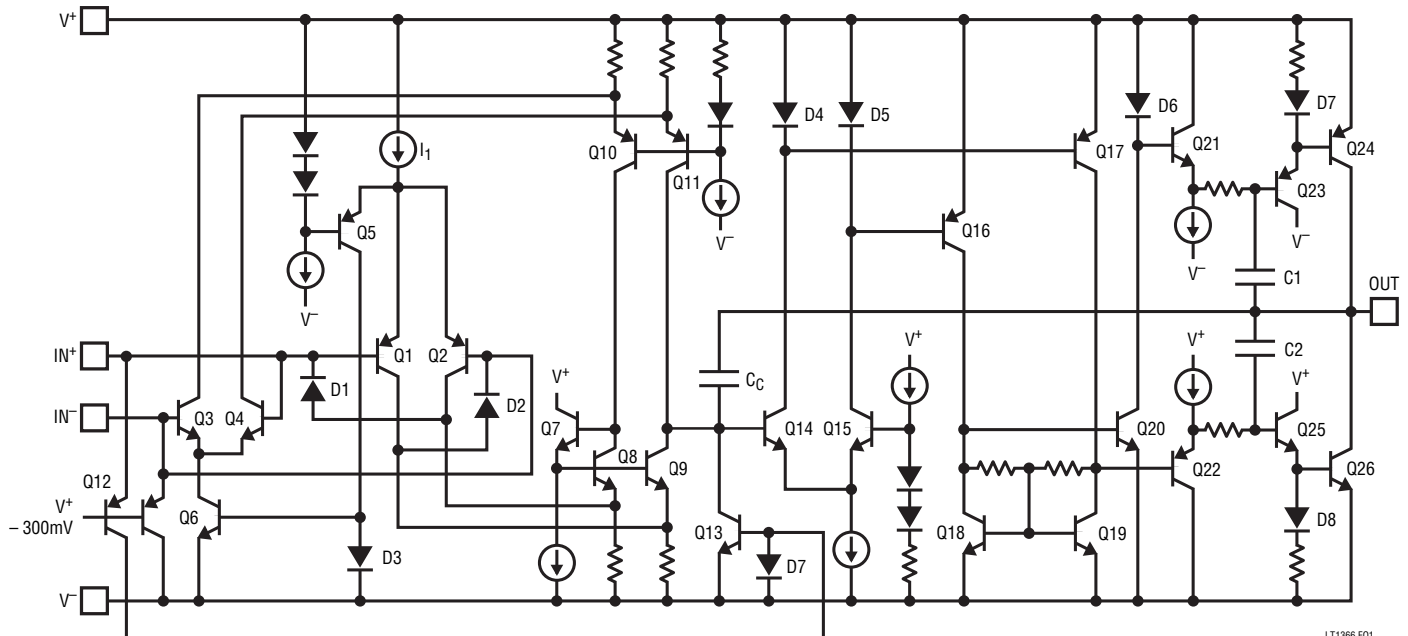 V+
Q10
Q11
D4
D5
D6
Q21
D7
Q24
I1
Q17
Q23
Q5
V–
V–
Q16
V–
V–
C1
OUT
IN+
Q1
Q2
D1
D2
CC
V+
V+
C2
V+
IN–
Q3
Q4
V+
Q7
Q8
Q9
Q14
Q15
Q20
Q22
Q25
Q26
Q12
V+
– 300mV
Q6
D3
Q13
D7
Q18
Q19
D8
V–
LT1366 F01